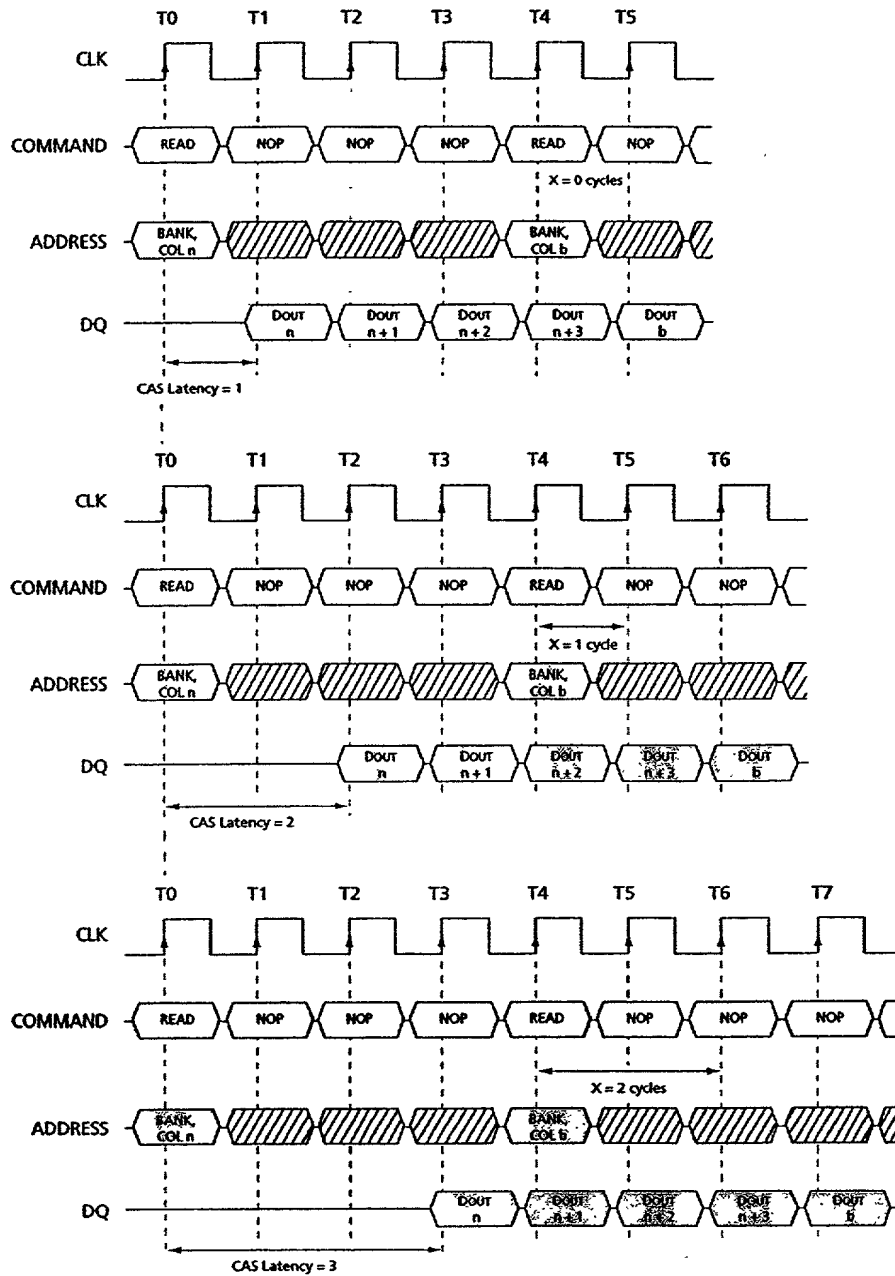 T0 T1 T2 T3 T4 T5
CLK
COMMAND READ NOP NOP NOP READ NOP
X = 0 cycles
ADDRESS BANK, COL n BANK, COL b
DQ DOUT n DOUT n + 1 DOUT n + 2 DOUT n + 3 DOUT b
CAS Latency = 1
T0 T1 T2 T3 T4 T5 T6
CLK
COMMAND READ NOP NOP NOP READ NOP NOP
X = 1 cycle
ADDRESS BANK, COL n BANK, COL b
DQ DOUT n DOUT n + 1 DOUT n + 2 DOUT n + 3 DOUT b
CAS Latency = 2
T0 T1 T2 T3 T4 T5 T6 T7
CLK
COMMAND READ NOP NOP NOP READ NOP NOP NOP
X = 2 cycles
ADDRESS BANK, COL n BANK, COL b
DQ DOUT n DOUT n + 1 DOUT n + 2 DOUT n + 3 DOUT b
CAS Latency = 3